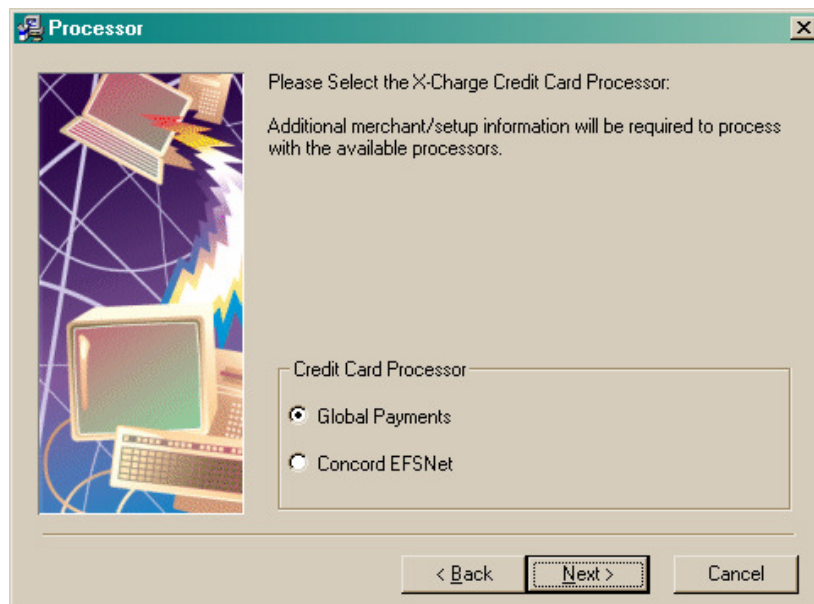 Processor
Please Select the X-Charge Credit Card Processor:
Additional merchant/setup information will be required to process
with the available processors.
Credit Card Processor
Global Payments
Concord EFSNet
< Back
Next >
Cancel